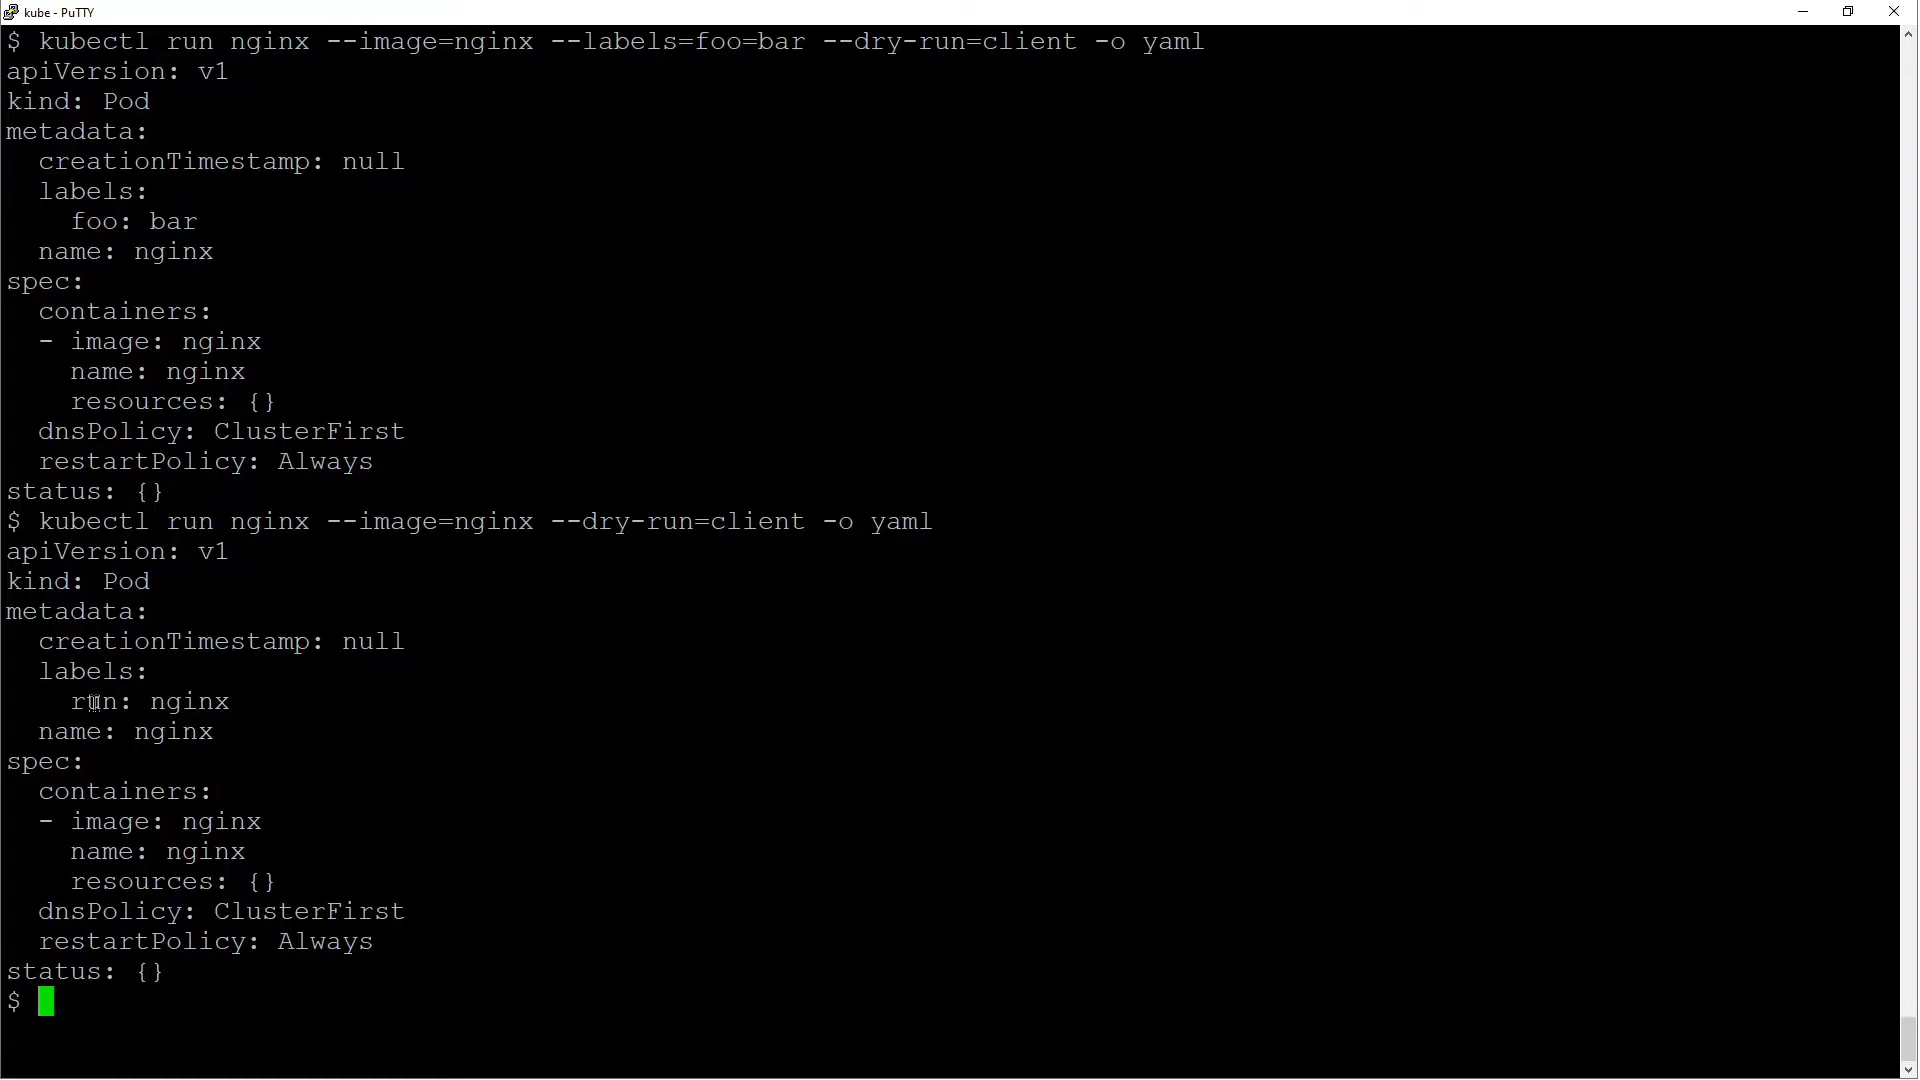 kube - PuTTY
$ kubectl run nginx --image=nginx --labels=foo=bar --dry-run=client -o yaml
apiVersion: v1
kind: Pod
metadata:
  creationTimestamp: null
  labels:
    foo: bar
  name: nginx
spec:
  containers:
  - image: nginx
    name: nginx
    resources: {}
  dnsPolicy: ClusterFirst
  restartPolicy: Always
status: {}
$ kubectl run nginx --image=nginx --dry-run=client -o yaml
apiVersion: v1
kind: Pod
metadata:
  creationTimestamp: null
  labels:
    run: nginx
  name: nginx
spec:
  containers:
  - image: nginx
    name: nginx
    resources: {}
  dnsPolicy: ClusterFirst
  restartPolicy: Always
status: {}
$